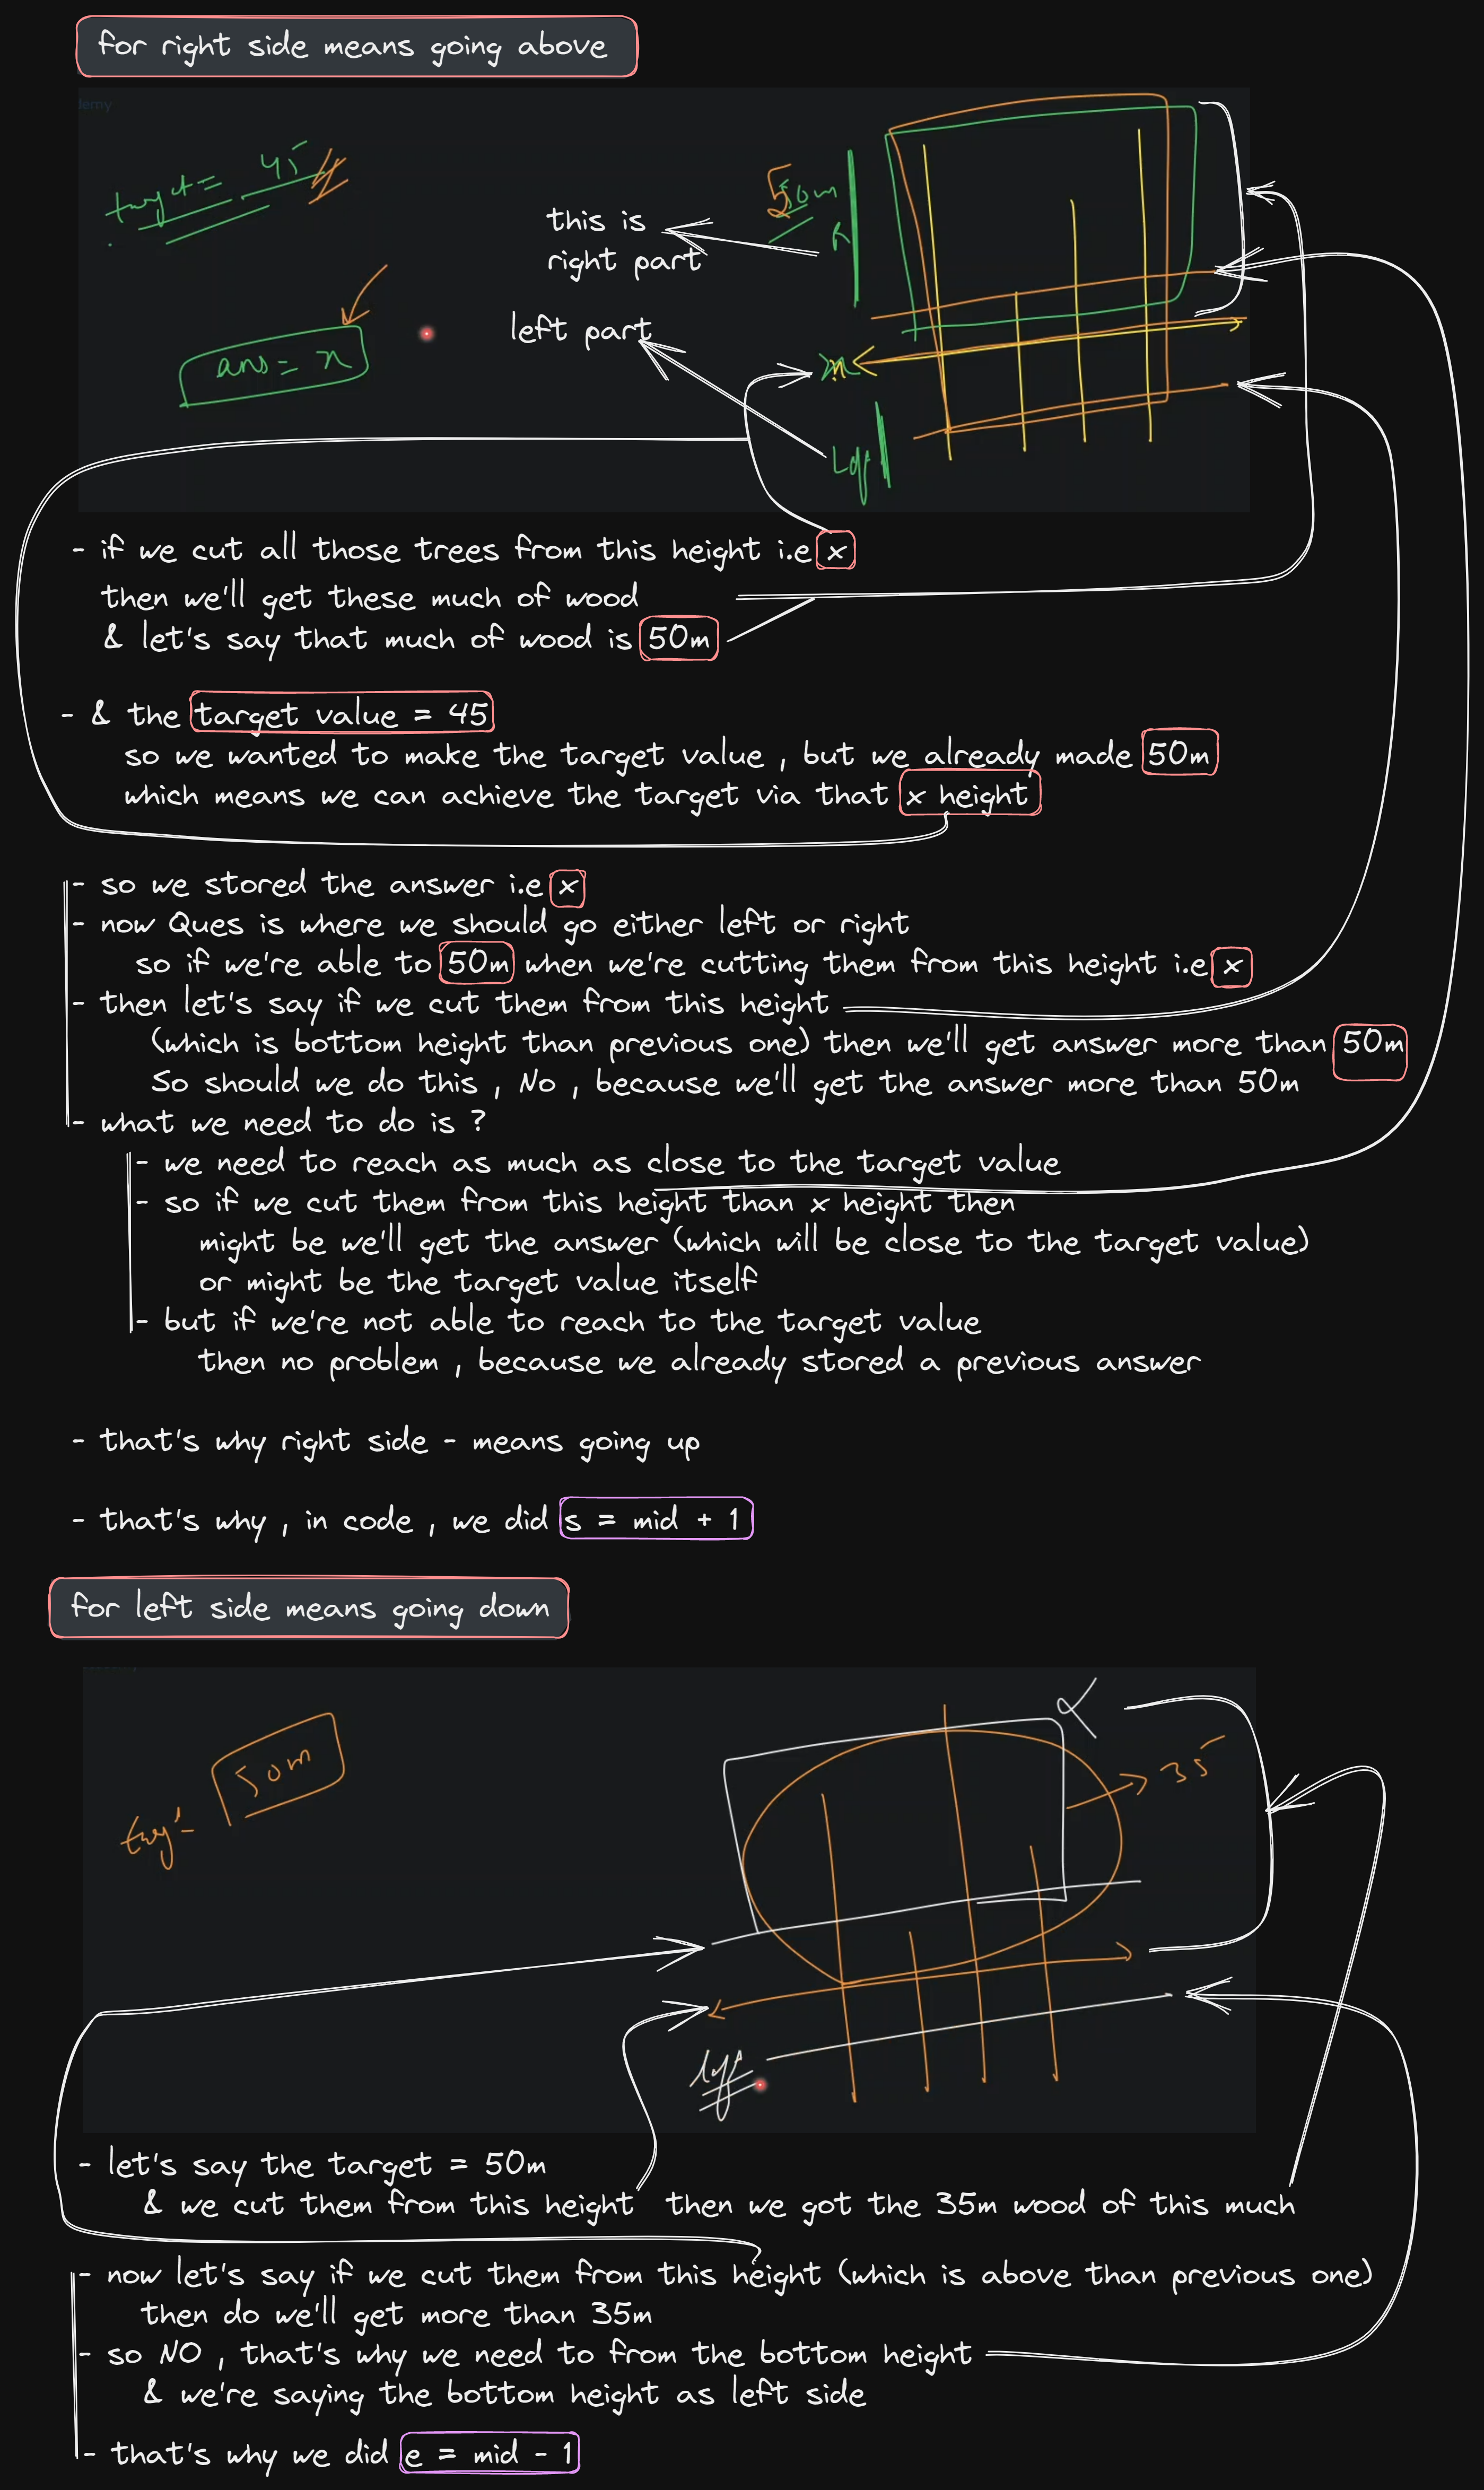 for right side means going above
demy
target = 45
50m
this is
right part
R
left part
ans = x
x
- if we cut all those trees from this height i.e x
then we'll get these much of wood
& let's say that much of wood is 50m
- & the target value = 45
so we wanted to make the target value , but we already made 50m
which means we can achieve the target via that x height
- so we stored the answer i.e x
- now Ques is where we should go either left or right
so if we're able to 50m when we're cutting them from this height i.e x
- then let's say if we cut them from this height
(which is bottom height than previous one) then we'll get answer more than 50m
So should we do this , No , because we'll get the answer more than 50m
- what we need to do is ?
- we need to reach as much as close to the target value
- so if we cut them from this height than x height then
might be we'll get the answer (which will be close to the target value)
or might be the target value itself
- but if we're not able to reach to the target value
then no problem , because we already stored a previous answer
- that's why right side - means going up
- that's why , in code , we did s = mid + 1
for left side means going down
50m
35
- let's say the target = 50m
& we cut them from this height then we got the 35m wood of this much
- now let's say if we cut them from this height (which is above than previous one)
then do we'll get more than 35m
- so NO , that's why we need to from the bottom height
& we're saying the bottom height as left side
- that's why we did e = mid - 1